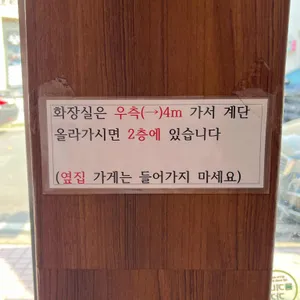 화장실은 우측(→)4m 가서 계단
올라가시면 2층에 있습니다
(옆집 가게는 들어가지 마세요)